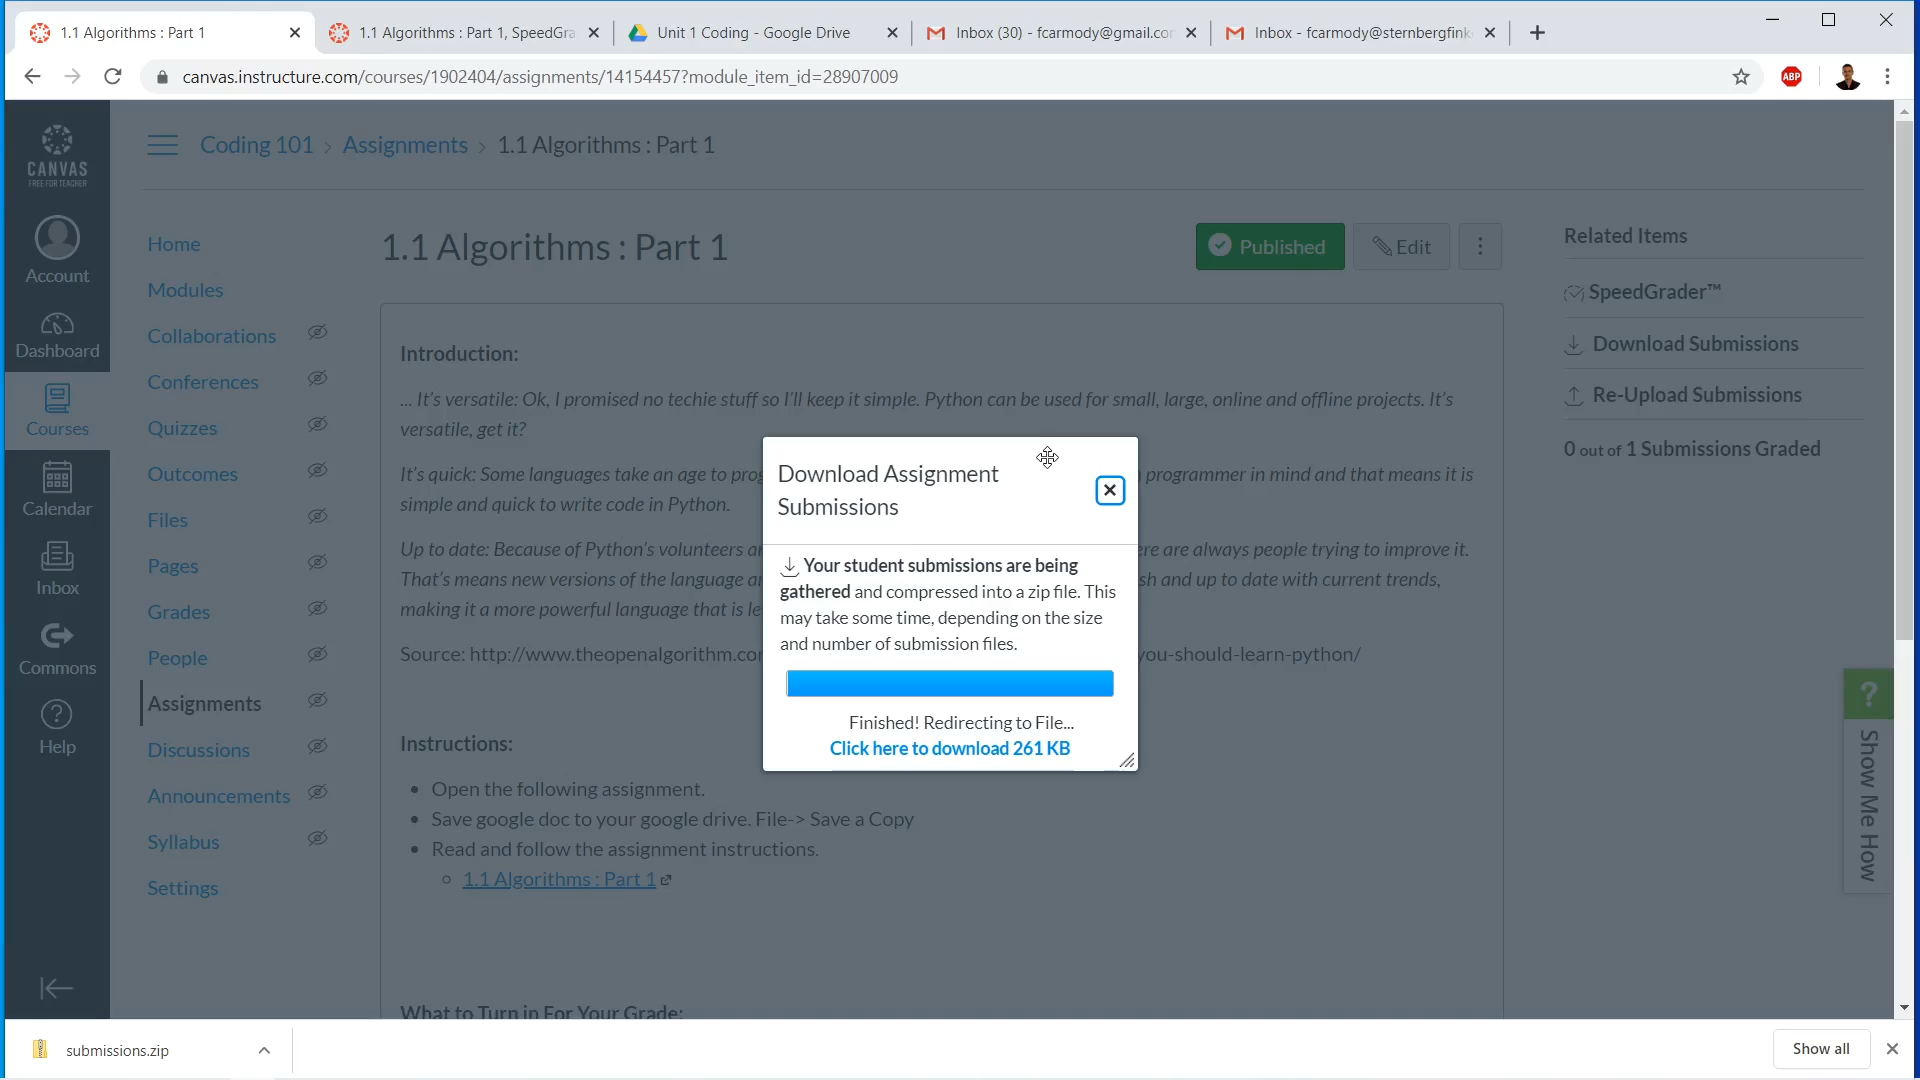 1.1 Algorithms : Part 1
1.1 Algorithms : Part 1, SpeedGra
Unit 1 Coding - Google Drive
Inbox (30) - fcarmody@gmail.co
Inbox - fcarmody@sternbergfink
canvas.instructure.com/courses/1902404/assignments/14154457?module_item_id=28907009
ABP
CANVAS
FREE FOR TEACHER
Account
Dashboard
Courses
Calendar
Inbox
Commons
Help
Coding 101 › Assignments › 1.1 Algorithms : Part 1
Home
Modules
Collaborations
Conferences
Quizzes
Outcomes
Files
Pages
Grades
People
Assignments
Discussions
Announcements
Syllabus
Settings
1.1 Algorithms : Part 1
Published
Edit
Introduction:
... It's versatile: Ok, I promised no techie stuff so I'll keep it simple. Python can be used for small, large, online and offline projects. It's
versatile, get it?
It's quick: Some languages take an age to prog programmer in mind and that means it is
simple and quick to write code in Python.
Up to date: Because of Python's volunteers ar re are always people trying to improve it.
That's means new versions of the language ar sh and up to date with current trends,
making it a more powerful language that is le
Source: http://www.theopenalgorithm.co you-should-learn-python/
Instructions:
• Open the following assignment.
• Save google doc to your google drive. File-> Save a Copy
• Read and follow the assignment instructions.
1.1 Algorithms : Part 1
What to Turn in For Your Grade:
Download Assignment
Submissions
Your student submissions are being
gathered and compressed into a zip file. This
may take some time, depending on the size
and number of submission files.
Finished! Redirecting to File...
Click here to download 261 KB
Related Items
SpeedGrader™
Download Submissions
Re-Upload Submissions
0 out of 1 Submissions Graded
?
Show Me How
submissions.zip
Show all